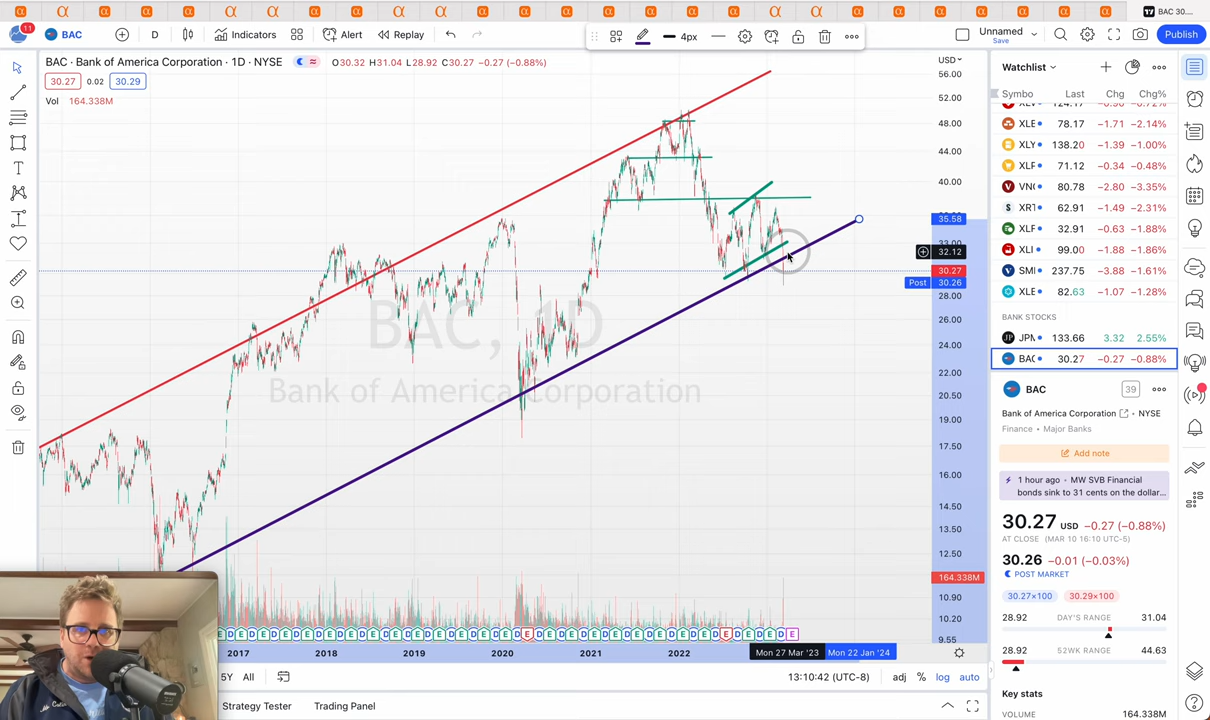 BAC 30....
11
BAC
D
Indicators
Alert
Replay
4px
Unnamed
Save
Publish
BAC · Bank of America Corporation · 1D · NYSE
O30.32 H31.04 L28.92 C30.27 −0.27 (−0.88%)
30.27
0.02
30.29
Vol 164.338M
USD
56.00
52.00
48.00
44.00
40.00
35.58
33.00
32.12
30.27
Post 30.26
28.00
26.00
24.00
22.00
20.50
19.00
17.50
16.00
14.50
13.50
12.50
164.338M
10.90
10.20
9.55
BAC, 1D
Bank of America Corporation
E D E D E D E D E D E D E D E D E D E D E D E D E D E D E D E D E D E D E D E D E D E D E D E D E D E
2017
2018
2019
2020
2021
2022
Mon 27 Mar '23
Mon 22 Jan '24
5Y
All
13:10:42 (UTC-8)
adj
%
log
auto
Strategy Tester
Trading Panel
Watchlist
Symbo Last Chg Chg%
XLE 78.17 −1.71 −2.14%
XLY 138.20 −1.39 −1.00%
XLP 71.12 −0.34 −0.48%
VNQ 80.78 −2.80 −3.35%
XRT 62.91 −1.49 −2.31%
XLF 32.91 −0.63 −1.88%
XLI 99.00 −1.88 −1.86%
SMH 237.75 −3.88 −1.61%
XLE 82.63 −1.07 −1.28%
BANK STOCKS
JPM 133.66 3.32 2.55%
BAC 30.27 −0.27 −0.88%
BAC
39
Bank of America Corporation
NYSE
Finance • Major Banks
Add note
1 hour ago • MW SVB Financial
bonds sink to 31 cents on the dollar...
30.27 USD −0.27 (−0.88%)
AT CLOSE (MAR 10 16:10 UTC-5)
30.26 −0.01 (−0.03%)
POST MARKET
30.27×100
30.29×100
28.92 DAY'S RANGE 31.04
28.92 52WK RANGE 44.63
Key stats
VOLUME 164.338M